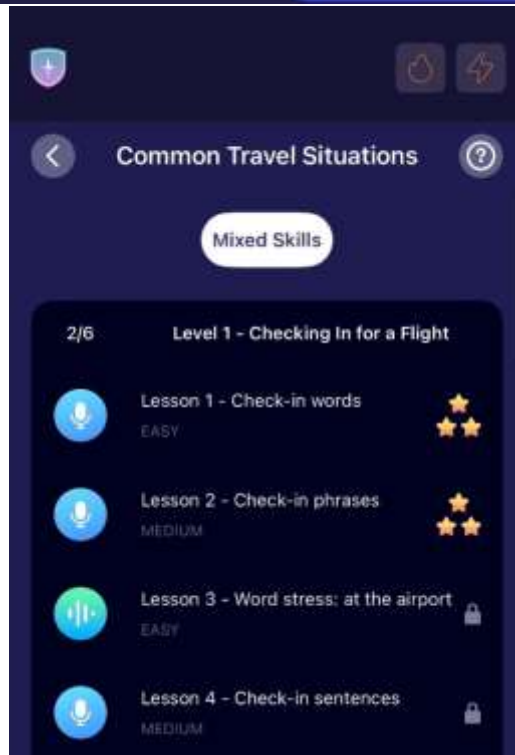 Common Travel Situations
Mixed Skills
2/6 Level 1 - Checking In for a Flight
Lesson 1 - Check-in words
EASY
Lesson 2 - Check-in phrases
MEDIUM
Lesson 3 - Word stress: at the airport
EASY
Lesson 4 - Check-in sentences
MEDIUM